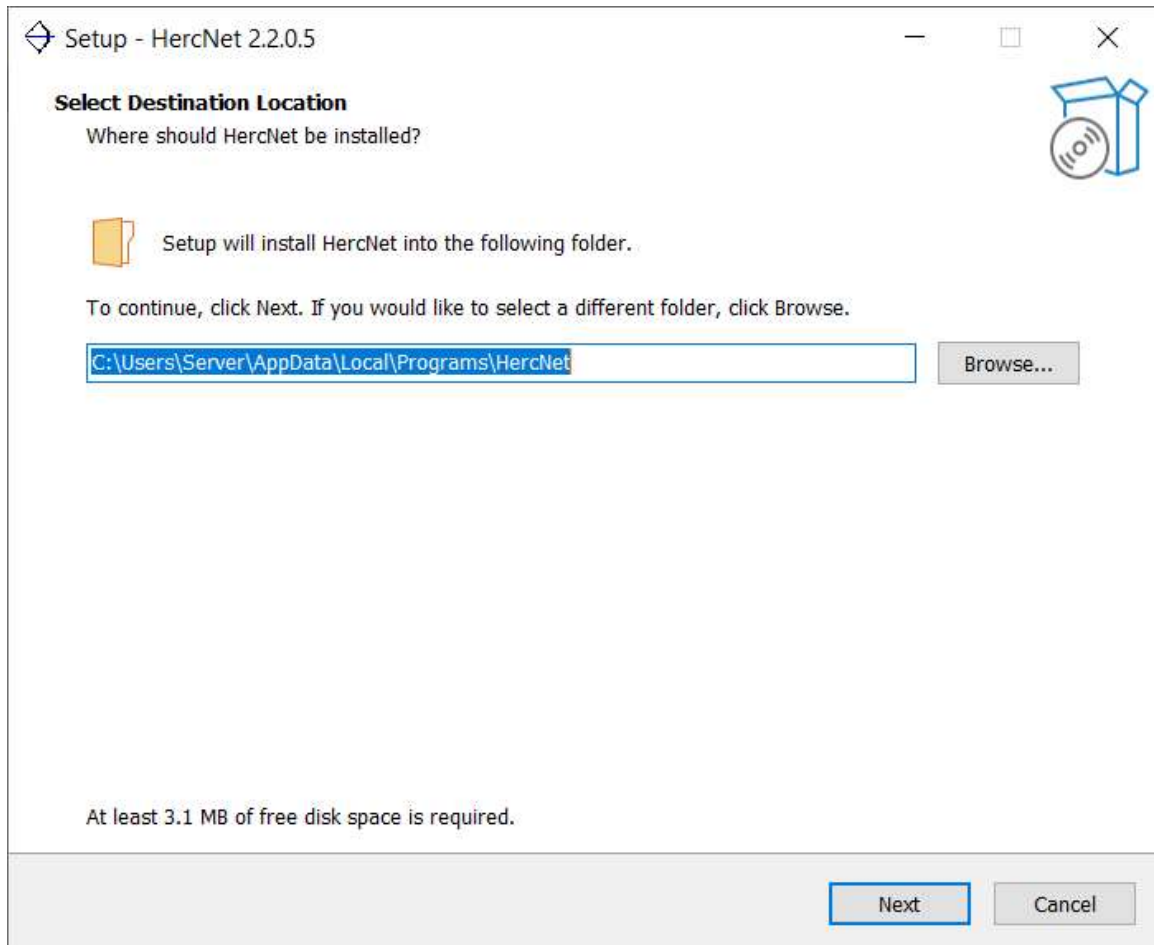 Setup - HercNet 2.2.0.5
Select Destination Location
Where should HercNet be installed?
Setup will install HercNet into the following folder.
To continue, click Next. If you would like to select a different folder, click Browse.
C:\Users\Server\AppData\Local\Programs\HercNet
Browse...
At least 3.1 MB of free disk space is required.
Next
Cancel